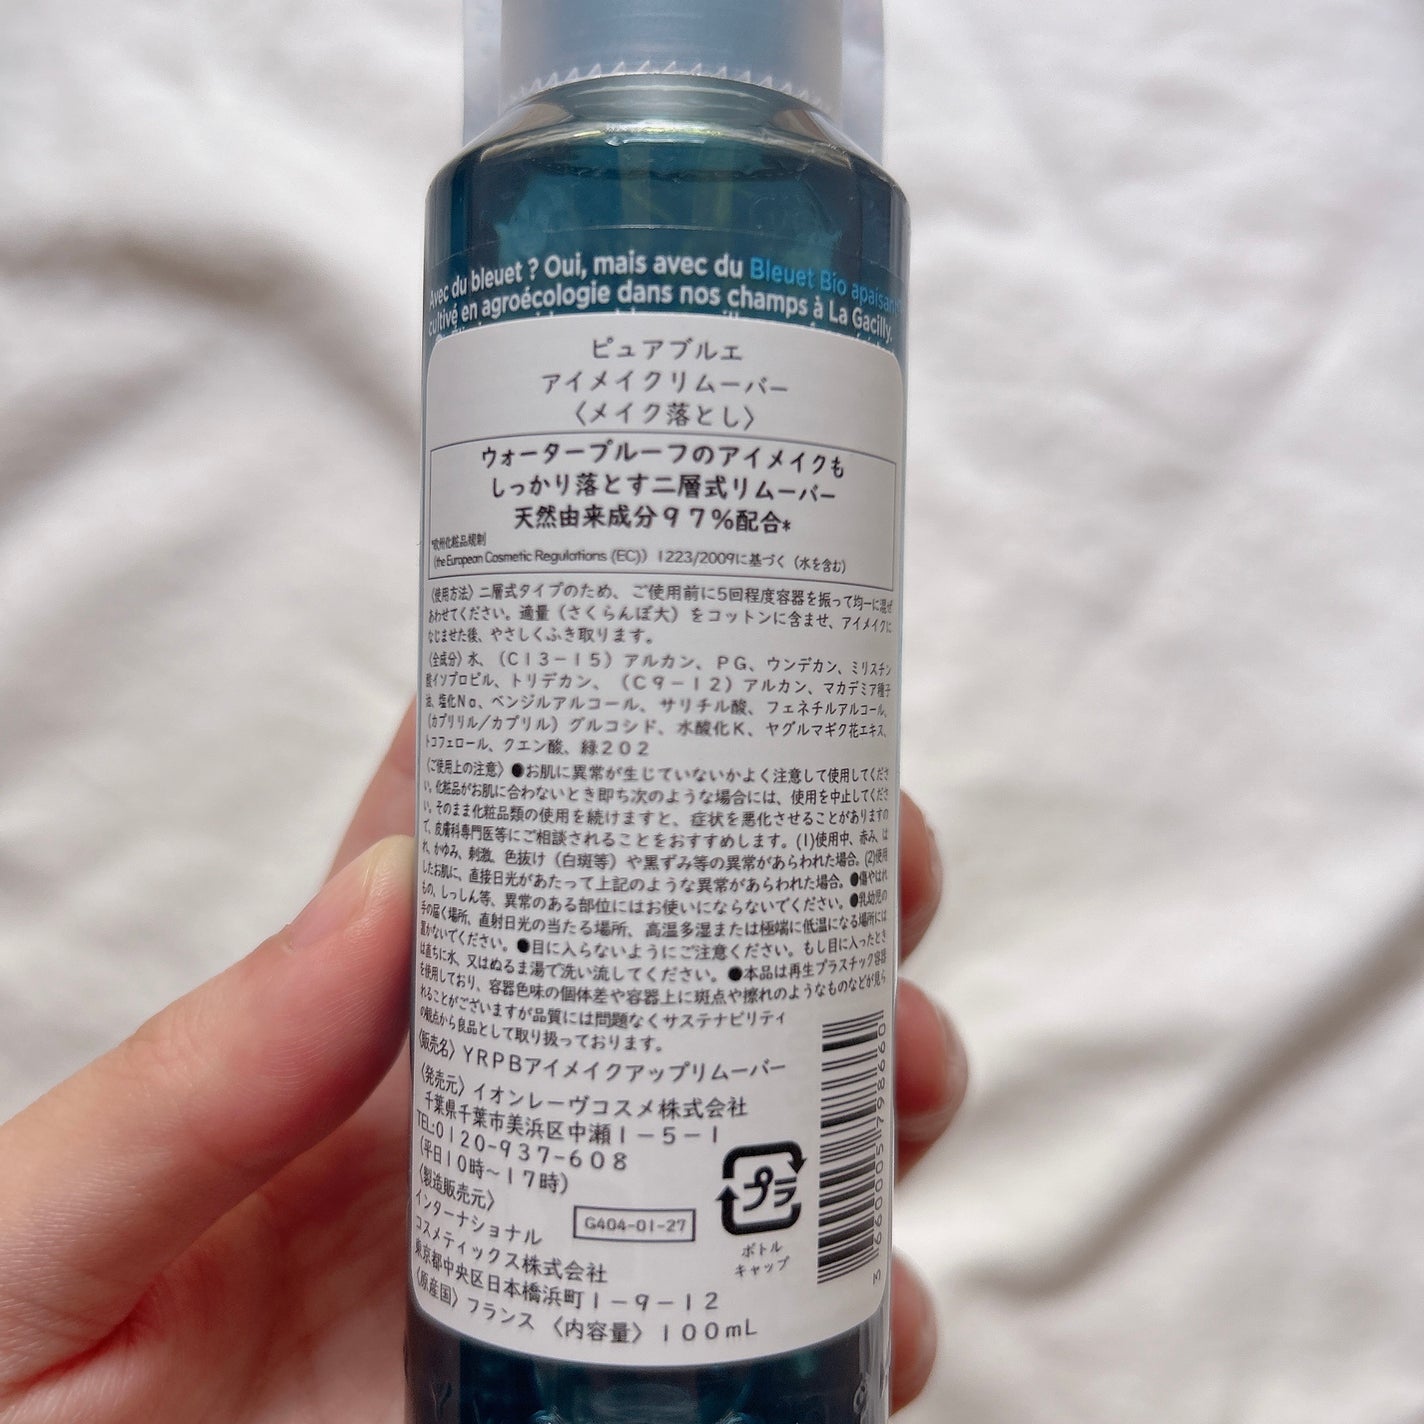 Avec du bleuet ? Oui, mais avec du Bleuet Bio apaisant
cultivé en agroécologie dans nos champs à La Gacilly.
ピュアブルエ
アイメイクリムーバー
〈メイク落とし〉
ウォータープルーフのアイメイクも
しっかり落とす二層式リムーバー
天然由来成分97%配合*
*欧州化粧品規則
(the European Cosmetic Regulations (EC)) 1223/2009に基づく(水を含む)
〈使用方法〉二層式タイプのため、ご使用前に5回程度容器を振って均一に混ぜ
あわせてください。適量(さくらんぼ大)をコットンに含ませ、アイメイクに
なじませた後、やさしくふき取ります。
〈全成分〉水、(C13-15)アルカン、PG、ウンデカン、ミリスチン
酸イソプロピル、トリデカン、(C9-12)アルカン、マカデミア種子
油、塩化Na、ベンジルアルコール、サリチル酸、フェネチルアルコール、
(カプリリル/カプリル)グルコシド、水酸化K、ヤグルマギク花エキス、
トコフェロール、クエン酸、緑202
〈ご使用上の注意〉●お肌に異常が生じていないかよく注意して使用してくださ
い。化粧品がお肌に合わないとき即ち次のような場合には、使用を中止してくださ
い。そのまま化粧品類の使用を続けますと、症状を悪化させることがありますの
で、皮膚科専門医等にご相談されることをおすすめします。(1)使用中、赤み、は
れ、かゆみ、刺激、色抜け(白斑等)や黒ずみ等の異常があらわれた場合。(2)使用
したお肌に、直接日光があたって上記のような異常があらわれた場合。●傷やはれ
もの、しっしん等、異常のある部位にはお使いにならないでください。●乳幼児の
手の届く場所、直射日光の当たる場所、高温多湿または極端に低温になる場所には
置かないでください。●目に入らないようにご注意ください。もし目に入ったとき
は直ちに水、又はぬるま湯で洗い流してください。●本品は再生プラスチック容器
を使用しており、容器色味の個体差や容器上に斑点や擦れのようなものなどが見ら
れることがございますが品質には問題なくサステナビリティ
の観点から良品として取り扱っております。
〈販売名〉YRPBアイメイクアップリムーバー
〈発売元〉イオンレーヴコスメ株式会社
千葉県千葉市美浜区中瀬1-5-1
TEL:0120-937-608
(平日10時~17時)
〈製造販売元〉
インターナショナル
コスメティックス株式会社
東京都中央区日本橋浜町1-9-12
〈原産国〉フランス 〈内容量〉100mL
G404-01-27
プラ
ボトル
キャップ
3 660005 798660